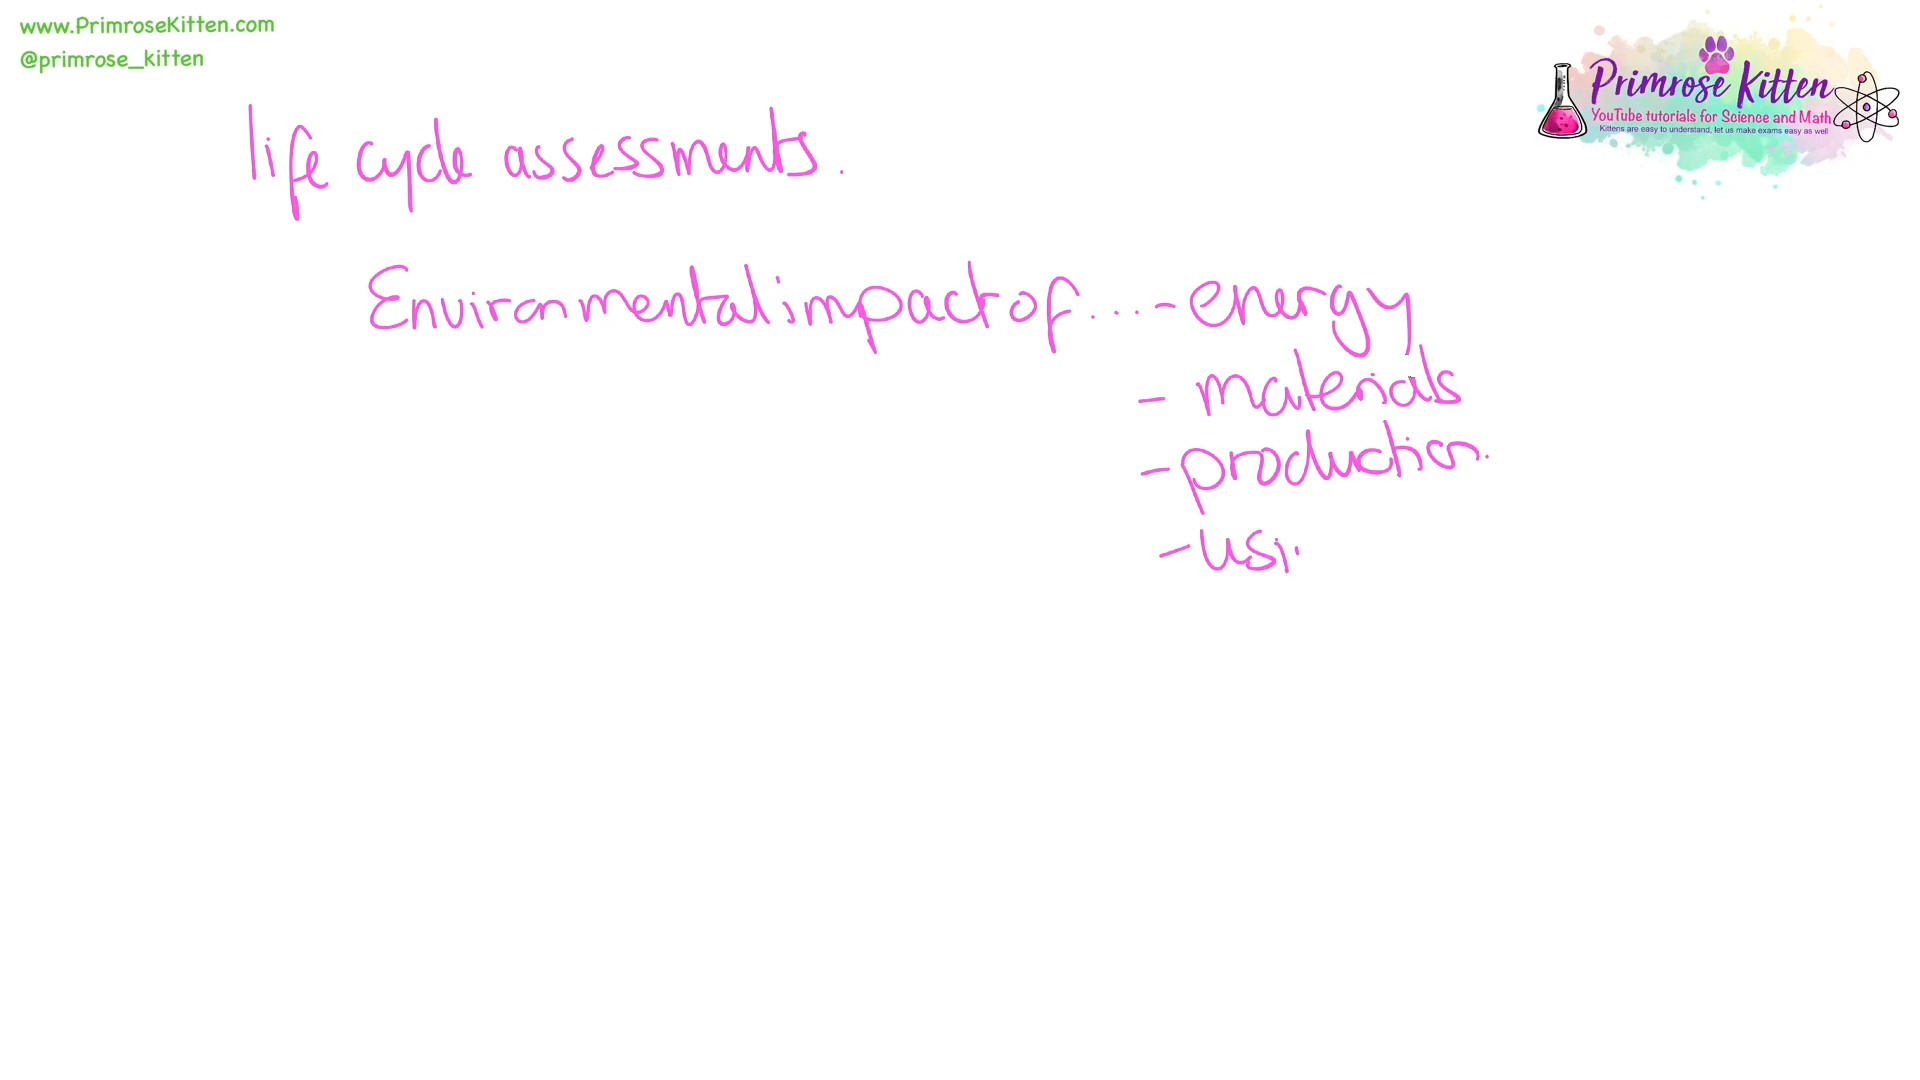 www.PrimroseKitten.com
@primrose_kitten
Primrose Kitten
YouTube tutorials for Science and Math
Kittens are easy to understand, let us make exams easy as well
life cycle assessments.
Environmental impact of ... - energy
- materials
- production.
- usi